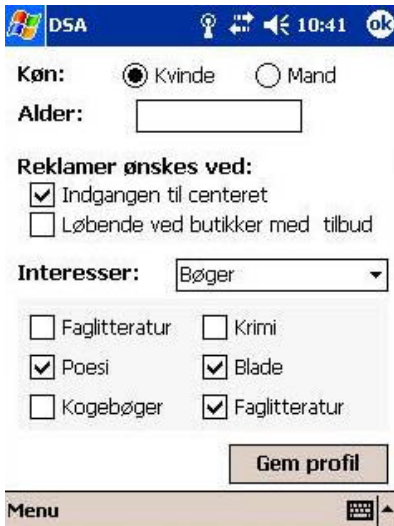 DSA 10:41 ok
Køn: Kvinde Mand
Alder:
Reklamer ønskes ved:
Indgangen til centeret
Løbende ved butikker med tilbud
Interesser: Bøger
Faglitteratur Krimi
Poesi Blade
Kogebøger Faglitteratur
Gem profil
Menu